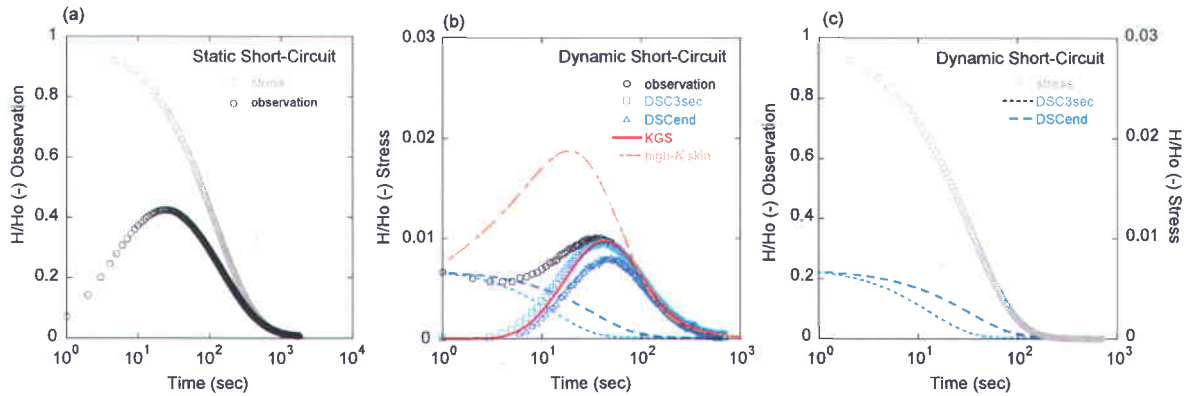 (a)
Static Short-Circuit
stress
observation
H/Ho (-) Observation
1
0.8
0.6
0.4
0.2
0
10^0
10^1
10^2
10^3
10^4
Time (sec)
(b)
Dynamic Short-Circuit
observation
DSC3sec
DSCend
KGS
high-K skin
H/Ho (-) Stress
0.03
0.02
0.01
0
10^0
10^1
10^2
10^3
Time (sec)
(c)
Dynamic Short-Circuit
stress
DSC3sec
DSCend
H/Ho (-) Observation
1
0.8
0.6
0.4
0.2
0
10^0
10^1
10^2
10^3
Time (sec)
H/Ho (-) Stress
0.03
0.02
0.01
0